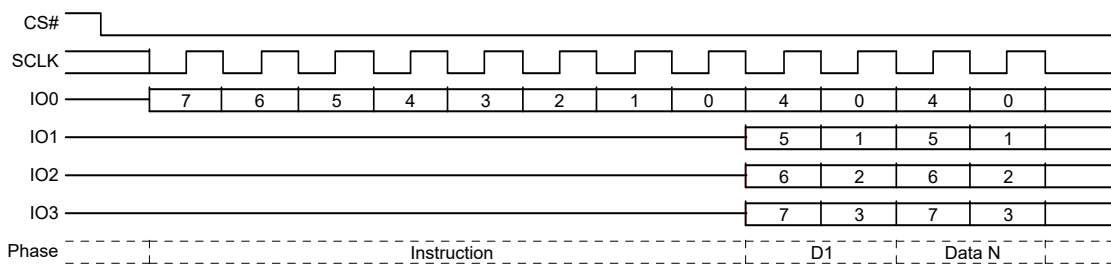 CS#
SCLK
IO0 7 6 5 4 3 2 1 0 4 0 4 0
IO1 5 1 5 1
IO2 6 2 6 2
IO3 7 3 7 3
Phase Instruction D1 Data N